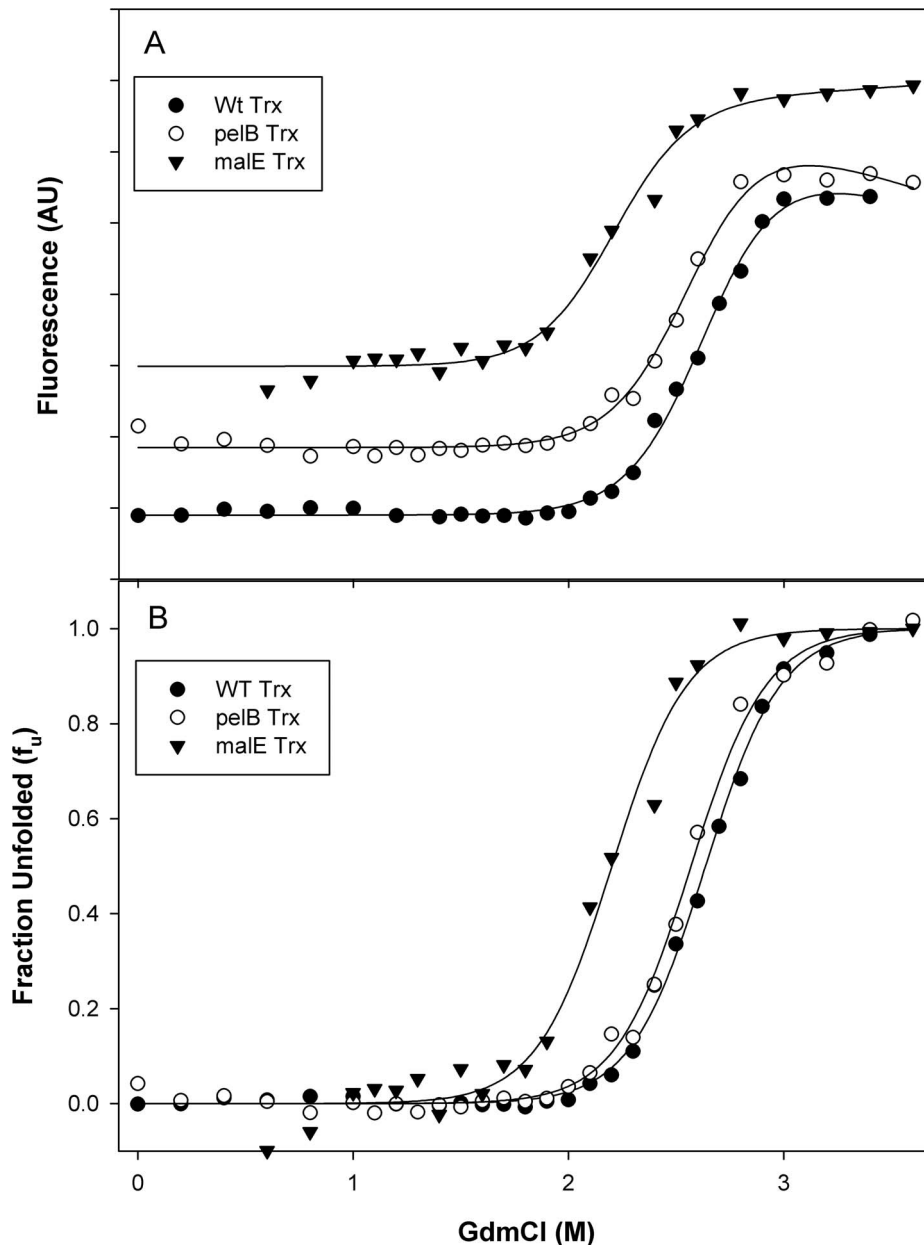 A
Wt Trx
pelB Trx
malE Trx
Fluorescence (AU)
B
WT Trx
pelB Trx
malE Trx
1.0
0.8
0.6
0.4
0.2
0.0
Fraction Unfolded (fu)
0 1 2 3
GdmCl (M)